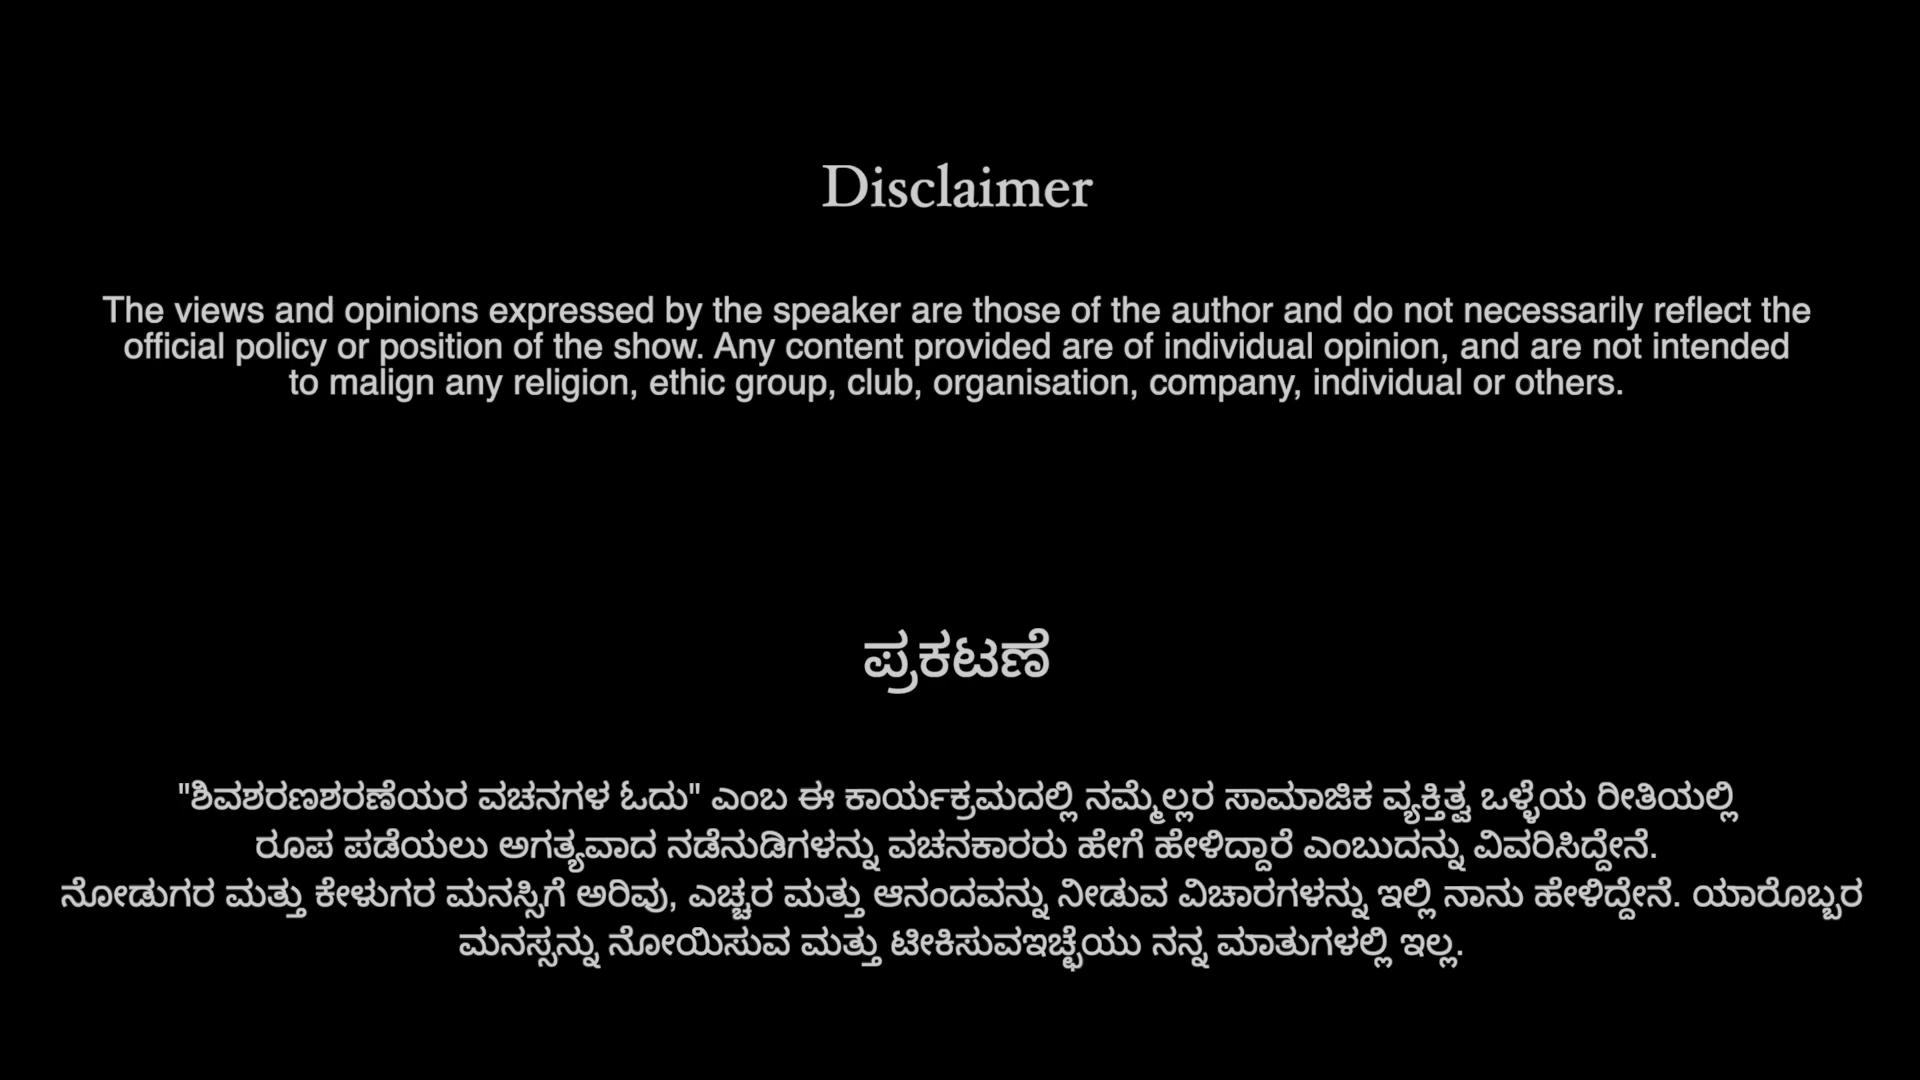 Disclaimer
The views and opinions expressed by the speaker are those of the author and do not necessarily reflect the
official policy or position of the show. Any content provided are of individual opinion, and are not intended
to malign any religion, ethic group, club, organisation, company, individual or others.
ಪ್ರಕಟಣೆ
"ಶಿವಶರಣಶರಣೆಯರ ವಚನಗಳ ಓದು" ಎಂಬ ಈ ಕಾರ್ಯಕ್ರಮದಲ್ಲಿ ನಮ್ಮೆಲ್ಲರ ಸಾಮಾಜಿಕ ವ್ಯಕ್ತಿತ್ವ ಒಳ್ಳೆಯ ರೀತಿಯಲ್ಲಿ
ರೂಪ ಪಡೆಯಲು ಅಗತ್ಯವಾದ ನಡೆನುಡಿಗಳನ್ನು ವಚನಕಾರರು ಹೇಗೆ ಹೇಳಿದ್ದಾರೆ ಎಂಬುದನ್ನು ವಿವರಿಸಿದ್ದೇನೆ.
ನೋಡುಗರ ಮತ್ತು ಕೇಳುಗರ ಮನಸ್ಸಿಗೆ ಅರಿವು, ಎಚ್ಚರ ಮತ್ತು ಆನಂದವನ್ನು ನೀಡುವ ವಿಚಾರಗಳನ್ನು ಇಲ್ಲಿ ನಾನು ಹೇಳಿದ್ದೇನೆ. ಯಾರೊಬ್ಬರ
ಮನಸ್ಸನ್ನು ನೋಯಿಸುವ ಮತ್ತು ಟೀಕಿಸುವಇಚ್ಛೆಯು ನನ್ನ ಮಾತುಗಳಲ್ಲಿ ಇಲ್ಲ.